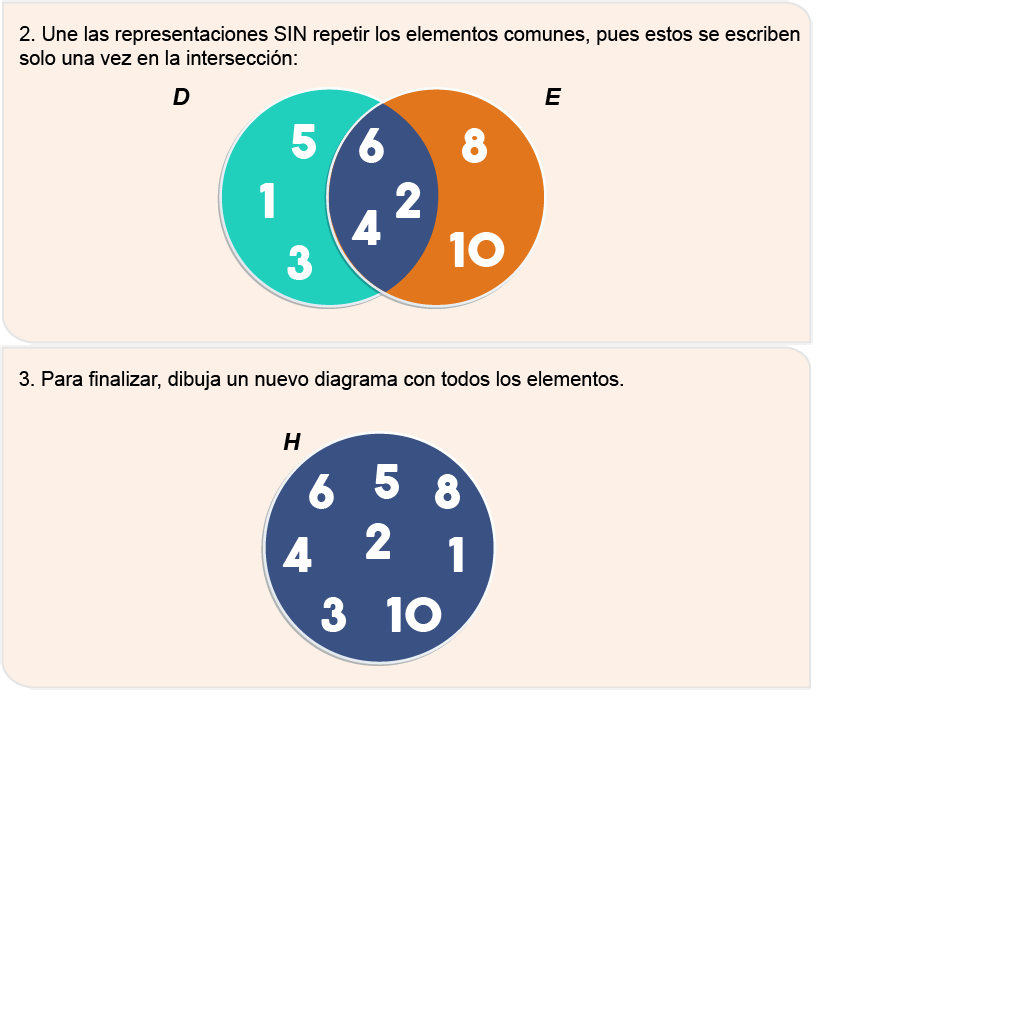 2. Une las representaciones SIN repetir los elementos comunes, pues estos se escriben
solo una vez en la intersección:
D
E
5
6
8
1
2
4
3
10
3. Para finalizar, dibuja un nuevo diagrama con todos los elementos.
H
6
5
8
4
2
1
3
10